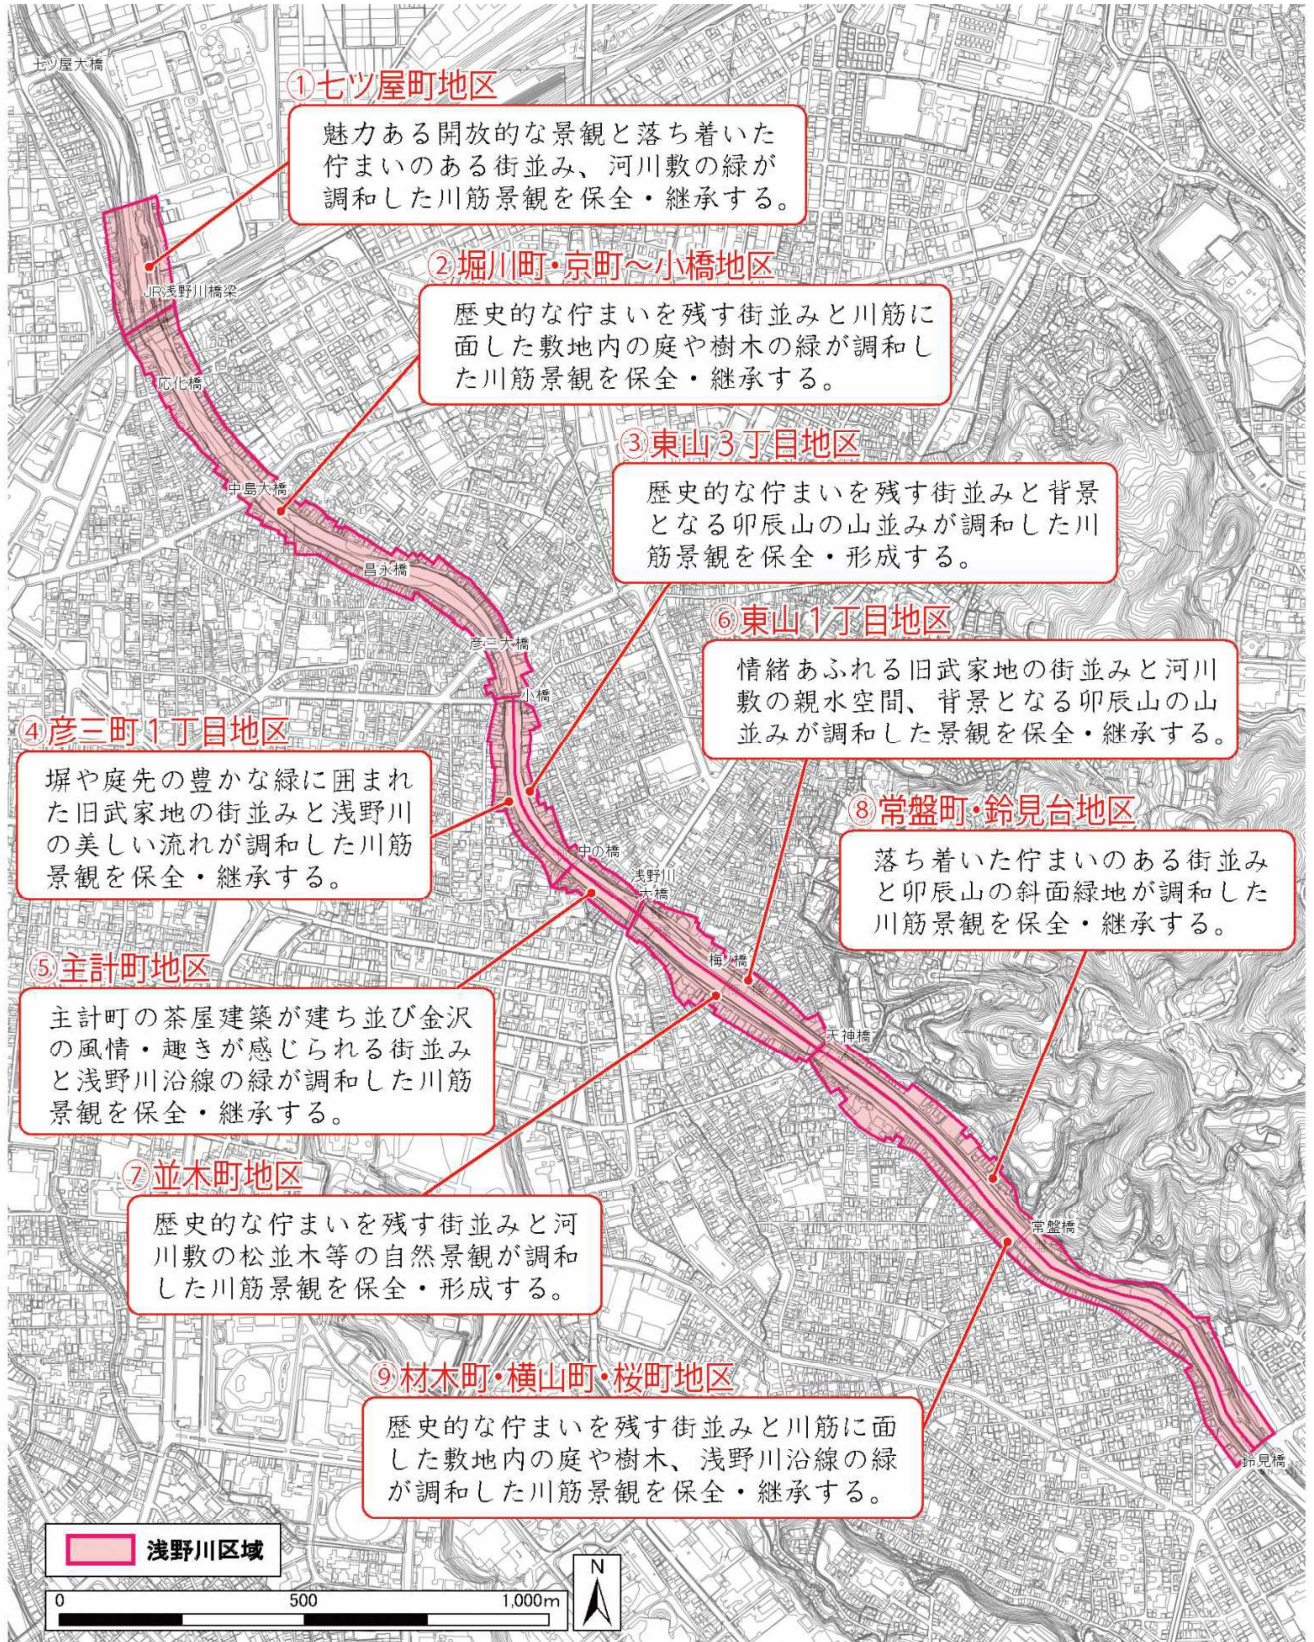 七ツ屋大橋
①七ツ屋町地区
魅力ある開放的な景観と落ち着いた
佇まいのある街並み、河川敷の緑が
調和した川筋景観を保全・継承する。
JR浅野川橋梁
②堀川町・京町～小橋地区
歴史的な佇まいを残す街並みと川筋に
面した敷地内の庭や樹木の緑が調和し
た川筋景観を保全・継承する。
応化橋
③東山3丁目地区
歴史的な佇まいを残す街並みと背景
となる卯辰山の山並みが調和した川
筋景観を保全・形成する。
中島大橋
昌永橋
彦三大橋
小橋
⑥東山1丁目地区
情緒あふれる旧武家地の街並みと河川
敷の親水空間、背景となる卯辰山の山
並みが調和した景観を保全・継承する。
④彦三町1丁目地区
塀や庭先の豊かな緑に囲まれ
た旧武家地の街並みと浅野川
の美しい流れが調和した川筋
景観を保全・継承する。
⑧常盤町・鈴見台地区
落ち着いた佇まいのある街並み
と卯辰山の斜面緑地が調和した
川筋景観を保全・継承する。
中の橋
浅野川
大橋
梅ノ橋
天神橋
⑤主計町地区
主計町の茶屋建築が建ち並び金沢
の風情・趣きが感じられる街並み
と浅野川沿線の緑が調和した川筋
景観を保全・継承する。
⑦並木町地区
歴史的な佇まいを残す街並みと河
川敷の松並木等の自然景観が調和
した川筋景観を保全・形成する。
常盤橋
⑨材木町・横山町・桜町地区
歴史的な佇まいを残す街並みと川筋に面
した敷地内の庭や樹木、浅野川沿線の緑
が調和した川筋景観を保全・継承する。
鈴見橋
浅野川区域
N
0 500 1,000m